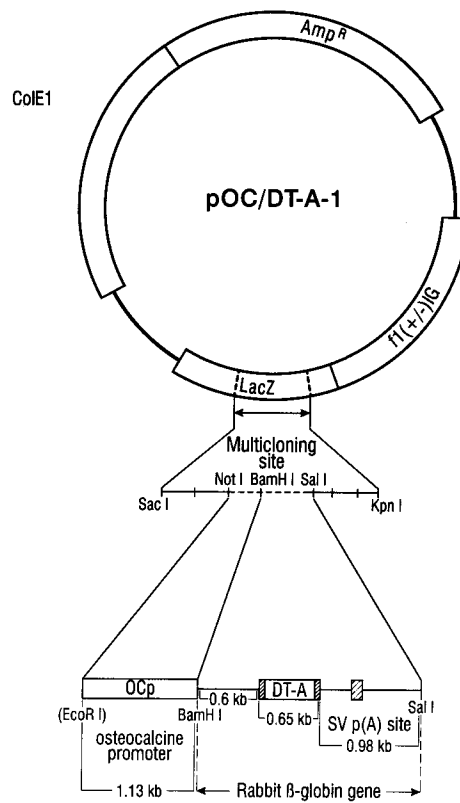 Amp R
ColE1
pOC/DT-A-1
f1(+/-)IG
LacZ
Multicloning
site
Not I BamH I Sal I
Sac I
Kpn I
OCp
DT-A
0.6 kb
(EcoR I)
BamH I
Sal I
0.65 kb
SV p(A) site
osteocalcine
promoter
0.98 kb
1.13 kb
Rabbit ß-globin gene